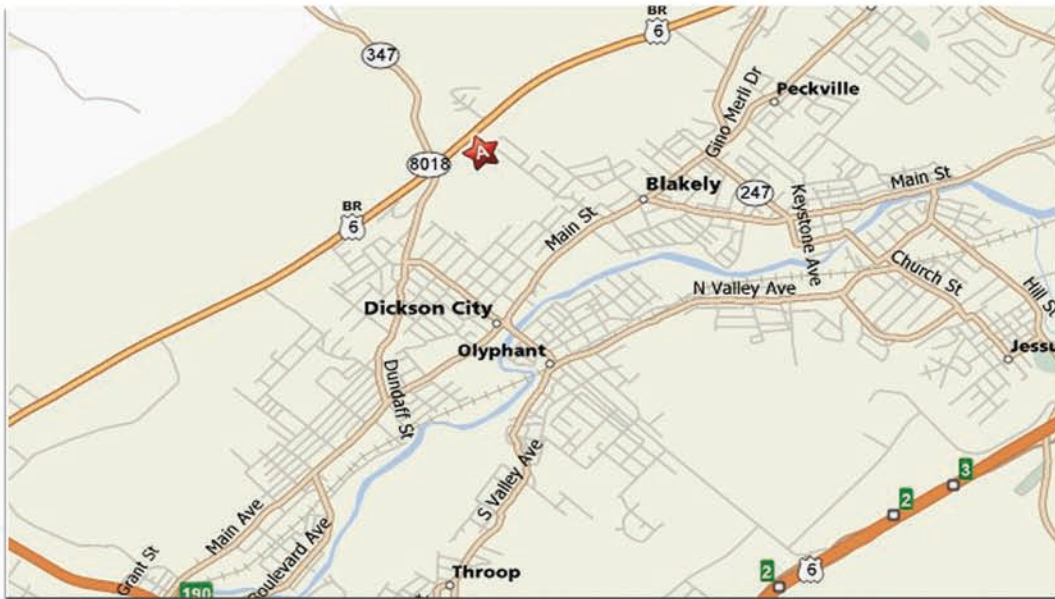 BR
6
347
Peckville
Gino Merli Dr
A
8018
Blakely
247
Main St
Keystone Ave
BR
6
Main St
Church St
N Valley Ave
Hill St
Dickson City
Olyphant
Jessu
Dundaff St
S Valley Ave
3
2
Main Ave
Boulevard Ave
Grant St
Throop
2
6
190